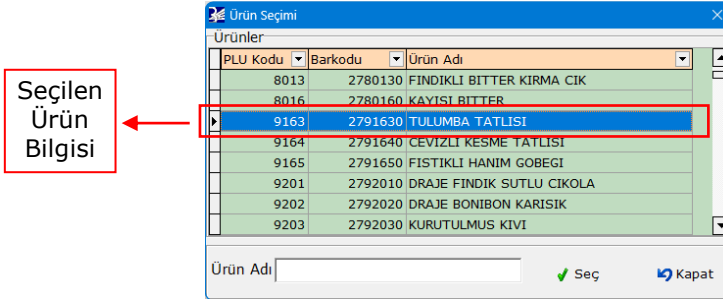 Ürün Seçimi
Ürünler
PLU Kodu Barkodu Ürün Adı
8013 2780130 FINDIKLI BITTER KIRMA CIK
8016 2780160 KAYISI BITTER
9163 2791630 TULUMBA TATLISI
9164 2791640 CEVIZLI KESME TATLISI
9165 2791650 FISTIKLI HANIM GOBEGI
9201 2792010 DRAJE FINDIK SUTLU CIKOLA
9202 2792020 DRAJE BONIBON KARISIK
9203 2792030 KURUTULMUS KIVI
Seçilen
Ürün
Bilgisi
Ürün Adı
Seç
Kapat